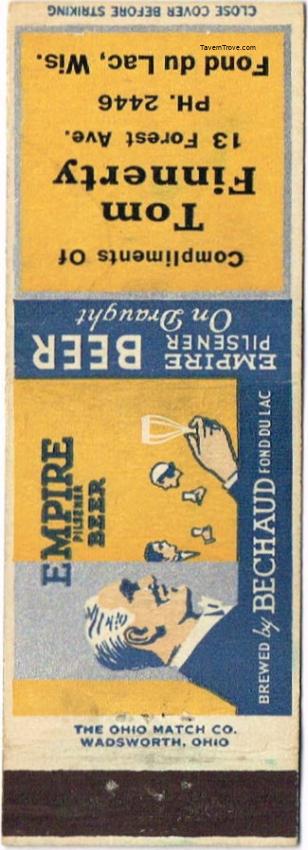 CLOSE COVER BEFORE STRIKING
TavernTrove.com
Compliments Of
Tom
Finnerty
13 Forest Ave.
PH. 2446
Fond du Lac, Wis.
EMPIRE
PILSENER
BEER
On Draught
EMPIRE
PILSENER
BEER
BREWED by BECHAUD FOND DU LAC
THE OHIO MATCH CO.
WADSWORTH, OHIO